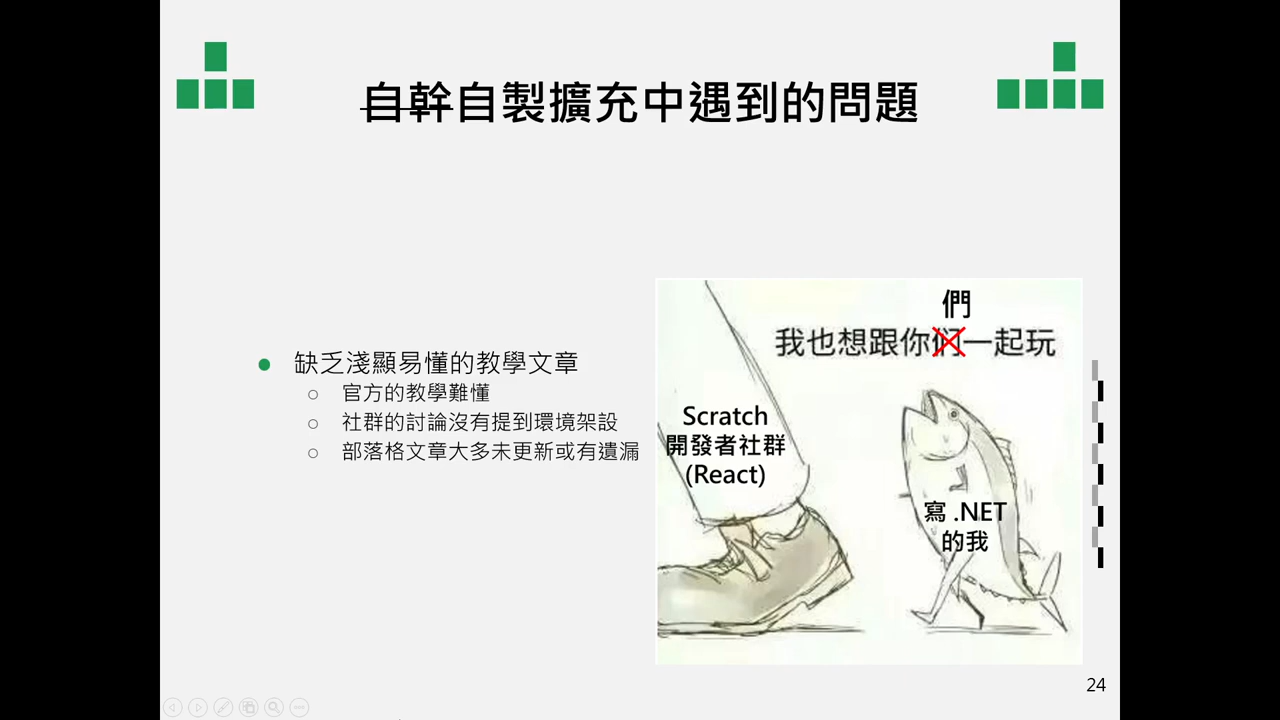 自幹自製擴充中遇到的問題
缺乏淺顯易懂的教學文章
官方的教學難懂
社群的討論沒有提到環境架設
部落格文章大多未更新或有遺漏
們
我也想跟你们一起玩
Scratch
開發者社群
(React)
寫 .NET
的我
24